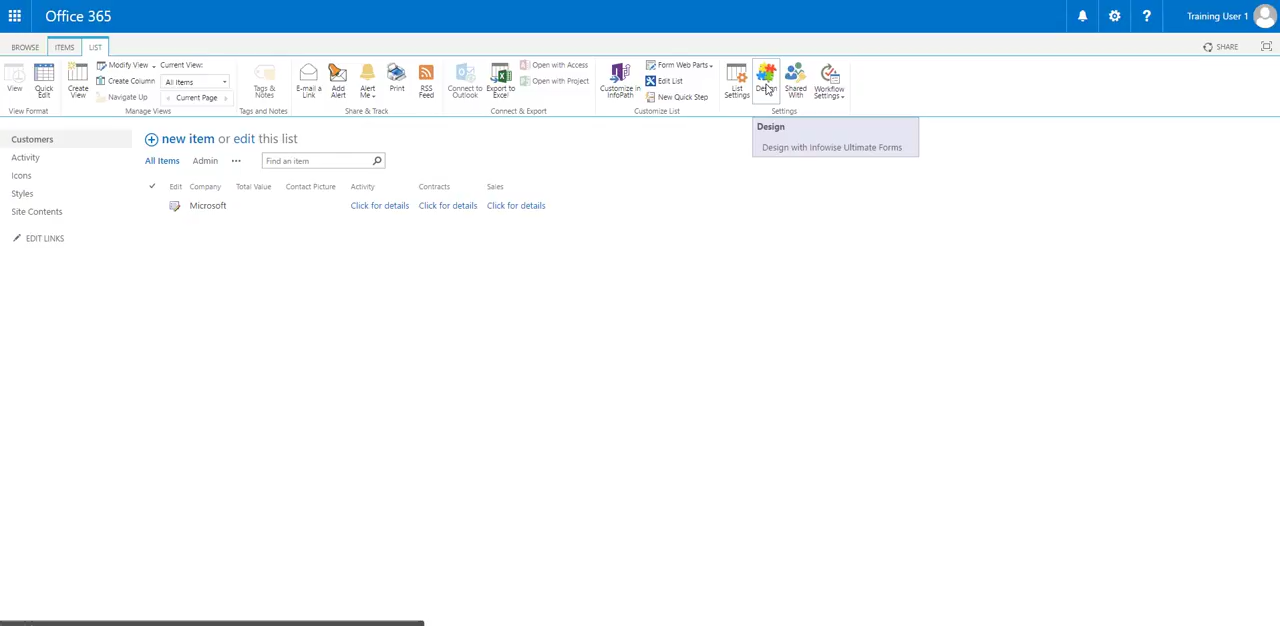 Office 365
?
Training User 1
BROWSE ITEMS LIST
SHARE
View
Quick Edit
Create View
Modify View
Create Column
Navigate Up
Current View:
All Items
Current Page
Tags & Notes
E-mail a Link
Add Alert
Alert Me
Print
RSS Feed
Connect to Outlook
Export to Excel
Open with Access
Open with Project
Customize in InfoPath
Form Web Parts
Edit List
New Quick Step
List Settings
Design
Shared With
Workflow Settings
View Format
Manage Views
Tags and Notes
Share & Track
Connect & Export
Customize List
Settings
Design
Design with Infowise Ultimate Forms
Customers
Activity
Icons
Styles
Site Contents
EDIT LINKS
new item or edit this list
All Items Admin ••• Find an item
Edit Company Total Value Contact Picture Activity Contracts Sales
Microsoft Click for details Click for details Click for details